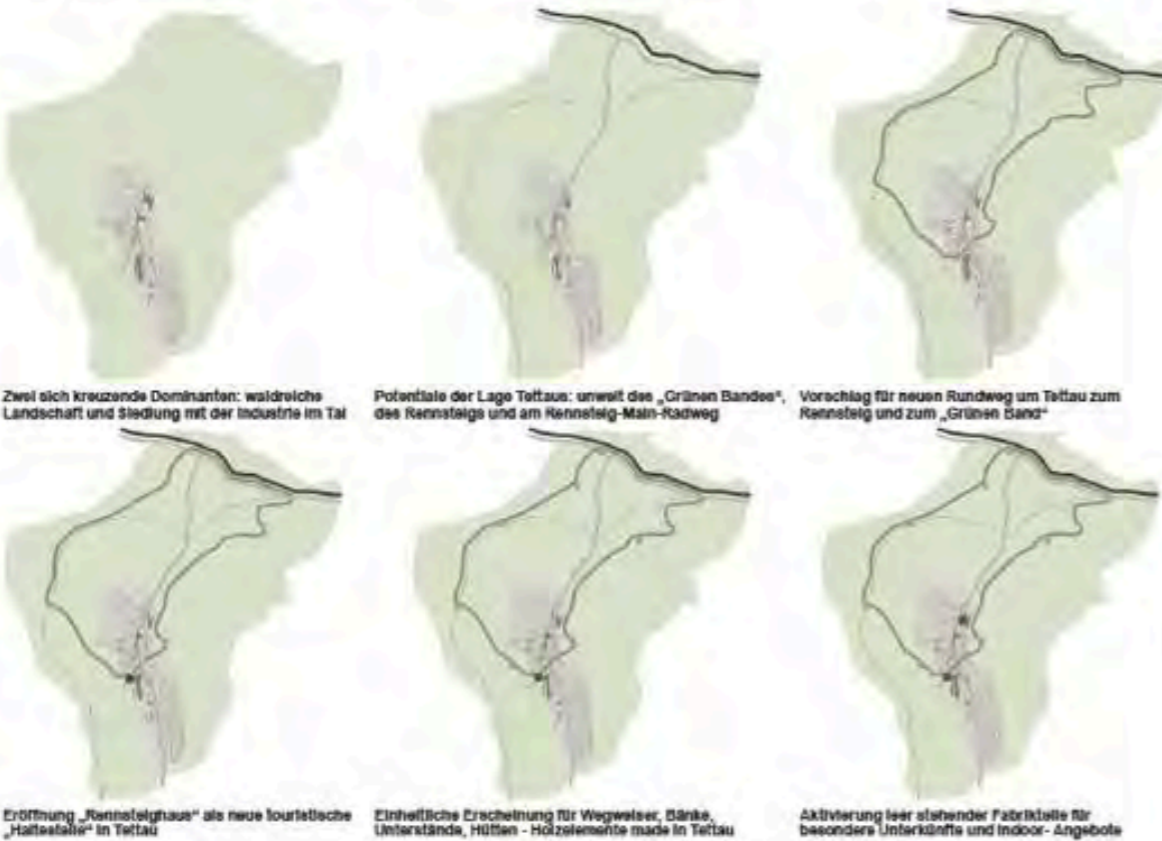 Zwei sich kreuzende Dominanten: waldreiche
Landschaft und Siedlung mit der Industrie im Tal
Potentiale der Lage Tettaus: unweit des „Grünen Bandes“,
des Rennsteigs und am Rennsteig-Main-Radweg
Vorschlag für neuen Rundweg um Tettau zum
Rennsteig und zum „Grünen Band“
Eröffnung „Rennsteighaus“ als neue touristische
„Haltestelle“ in Tettau
Einheitliche Erscheinung für Wegweiser, Bänke,
Unterstände, Hütten - Holzelemente made in Tettau
Aktivierung leer stehender Fabrikteile für
besondere Unterkünfte und Indoor- Angebote